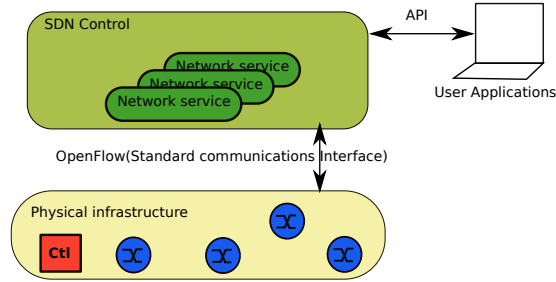 SDN Control
API
Network service
Network service
Network service
User Applications
OpenFlow(Standard communications Interface)
Physical infrastructure
Ctl